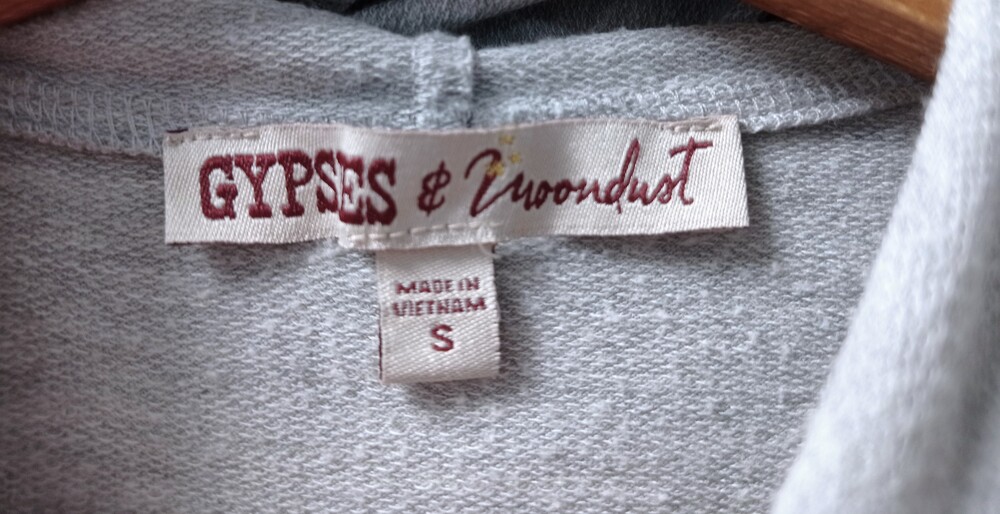 GYPSES & Moondust
MADE IN
VIETNAM
S